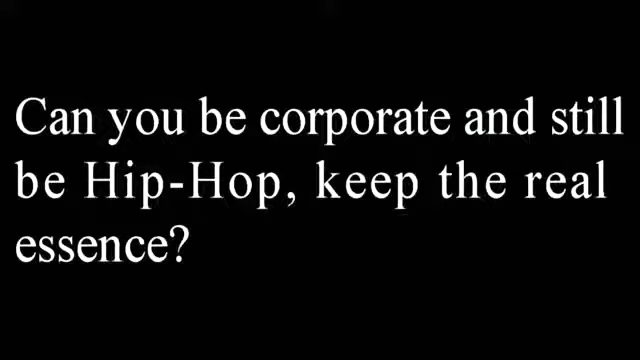 Can you be corporate and still
be Hip-Hop, keep the real
essence?